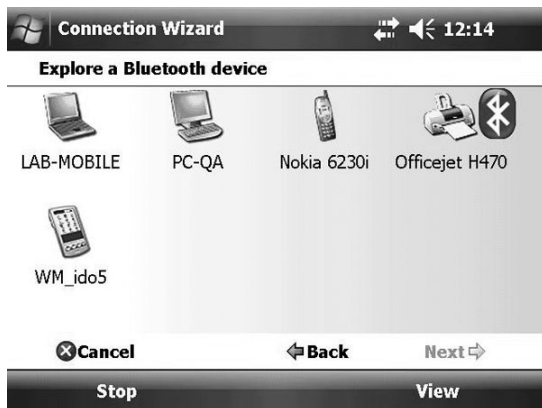 Connection Wizard 12:14
Explore a Bluetooth device
LAB-MOBILE PC-QA Nokia 6230i Officejet H470
WM_ido5
Cancel Back Next
Stop View